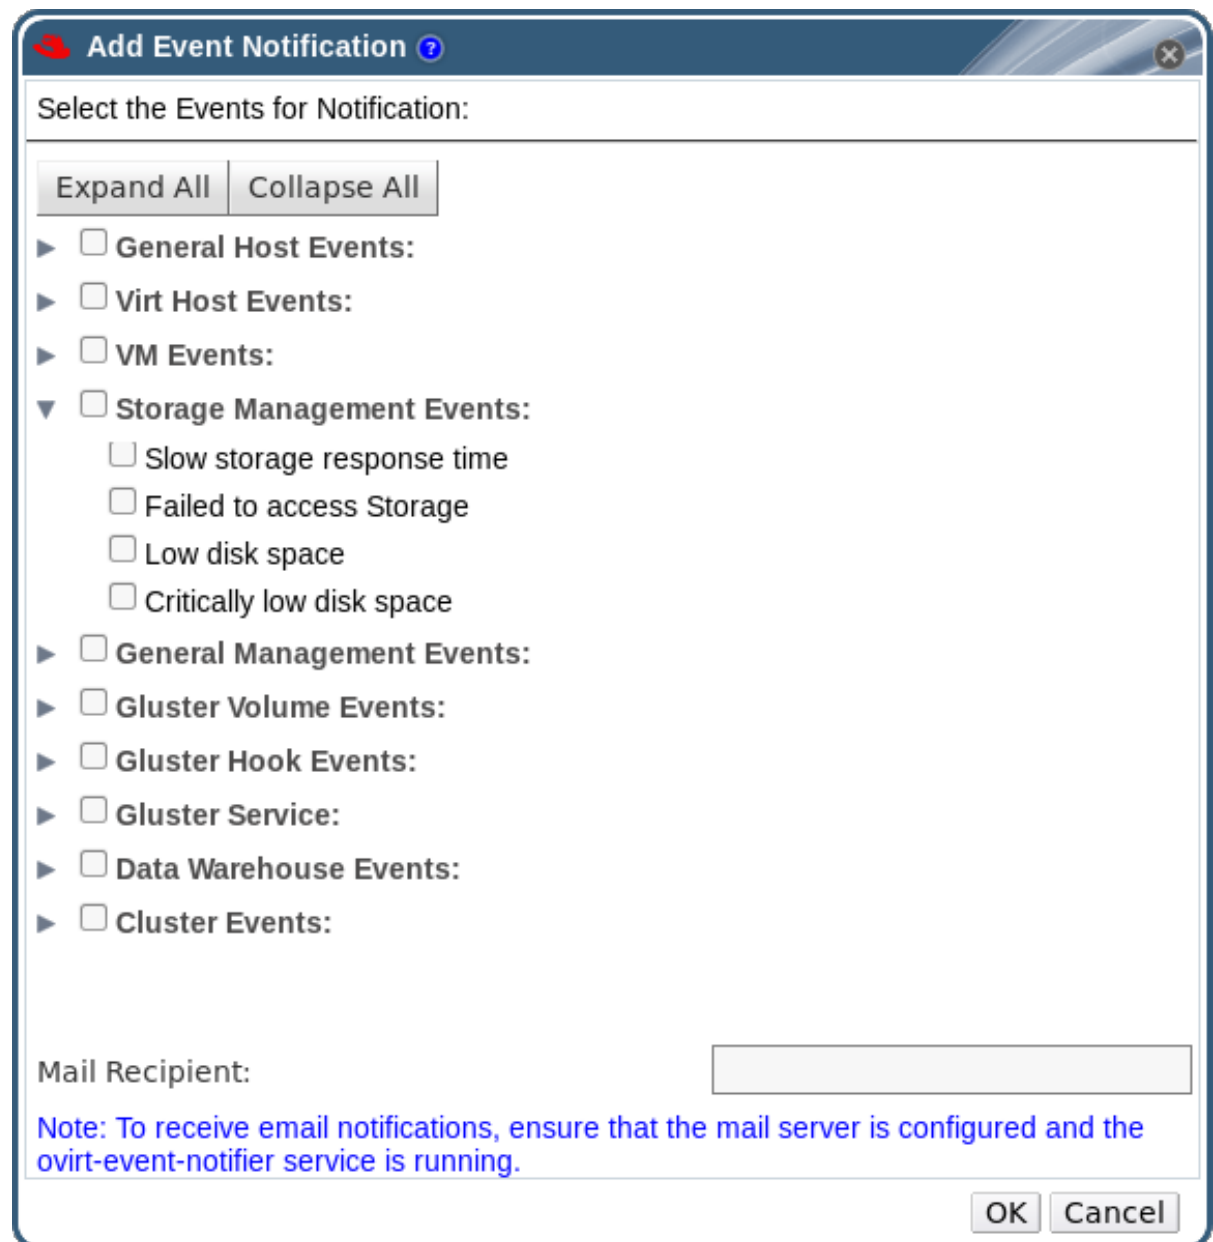 Add Event Notification ?
Select the Events for Notification:
Expand All Collapse All
General Host Events:
Virt Host Events:
VM Events:
Storage Management Events:
Slow storage response time
Failed to access Storage
Low disk space
Critically low disk space
General Management Events:
Gluster Volume Events:
Gluster Hook Events:
Gluster Service:
Data Warehouse Events:
Cluster Events:
Mail Recipient:
Note: To receive email notifications, ensure that the mail server is configured and the
ovirt-event-notifier service is running.
OK Cancel